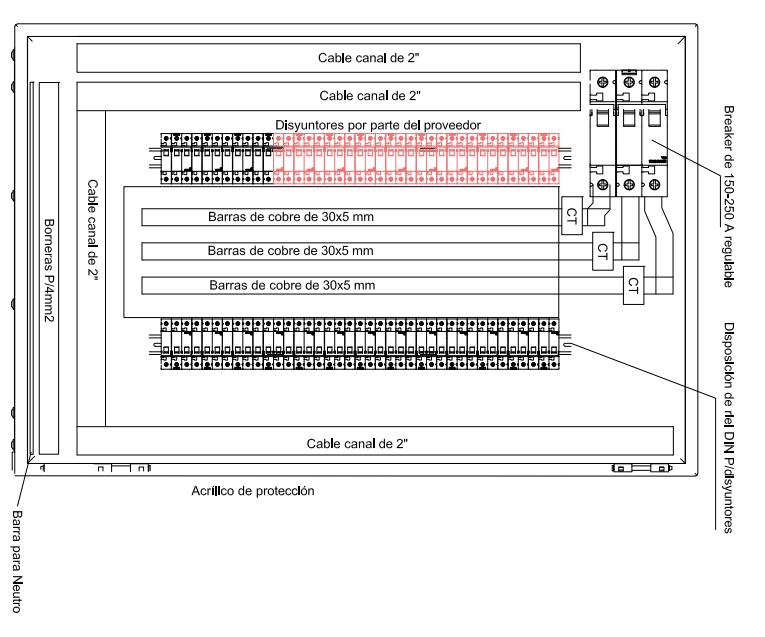 Cable canal de 2"
Cable canal de 2"
Disyuntores por parte del proveedor
Breaker de 150-250 A regulable
Cable canal de 2"
Borneras P/4mm2
Barras de cobre de 30x5 mm
CT
Barras de cobre de 30x5 mm
CT
Barras de cobre de 30x5 mm
CT
Disposición de riel DIN P/disyuntores
Cable canal de 2"
Acrílico de protección
Barra para Neutro